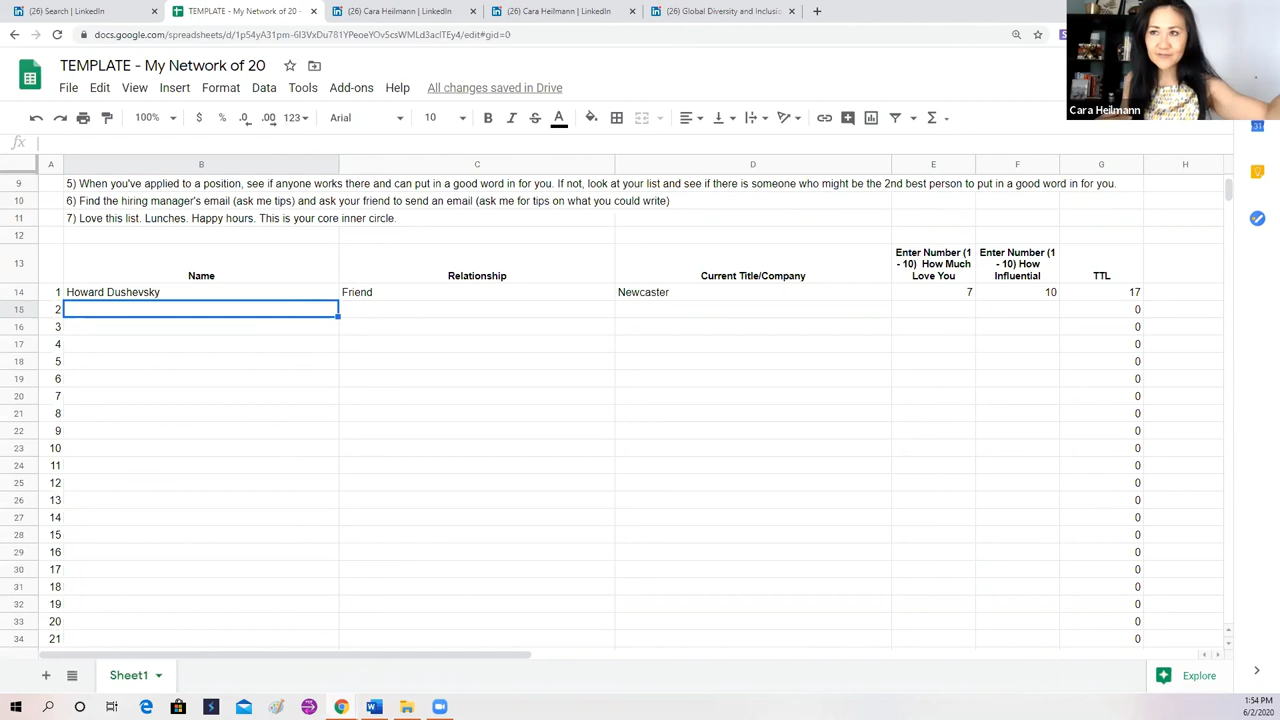 (26) Search | LinkedIn
TEMPLATE - My Network of 20 -
(26) Cara Heilmann | LinkedIn
(26) Cara Heilmann | LinkedIn
(26) Global Diversity and Inclusio
docs.google.com/spreadsheets/d/1p54yA31pm-6I3VxDu781YPeoeYOv5csWMLd3aclTEy4/edit#gid=0
TEMPLATE - My Network of 20
File Edit View Insert Format Data Tools Add-ons Help All changes saved in Drive
100% $ % .0 .00 123 Arial 10 B I S A
fx
A B C D E F G H
9 5) When you've applied to a position, see if anyone works there and can put in a good word in for you. If not, look at your list and see if there is someone who might be the 2nd best person to put in a good word in for you.
10 6) Find the hiring manager's email (ask me tips) and ask your friend to send an email (ask me for tips on what you could write)
11 7) Love this list. Lunches. Happy hours. This is your core inner circle.
12
13 Name Relationship Current Title/Company Enter Number (1 - 10) How Much Love You Enter Number (1 - 10) How Influential TTL
14 1 Howard Dushevsky Friend Newcaster 7 10 17
15 2 0
16 3 0
17 4 0
18 5 0
19 6 0
20 7 0
21 8 0
22 9 0
23 10 0
24 11 0
25 12 0
26 13 0
27 14 0
28 15 0
29 16 0
30 17 0
31 18 0
32 19 0
33 20 0
34 21 0
Sheet1
Explore
Cara Heilmann
31
1:54 PM
6/2/2020